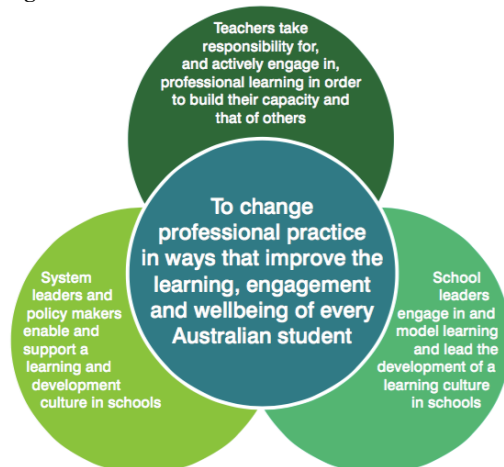 Teachers take
responsibility for,
and actively engage in,
professional learning in order
to build their capacity and
that of others
To change
professional practice
in ways that improve the
learning, engagement
and wellbeing of every
Australian student
System
leaders and
policy makers
enable and
support a
learning and
development
culture in schools
School
leaders
engage in and
model learning
and lead the
development of a
learning culture
in schools